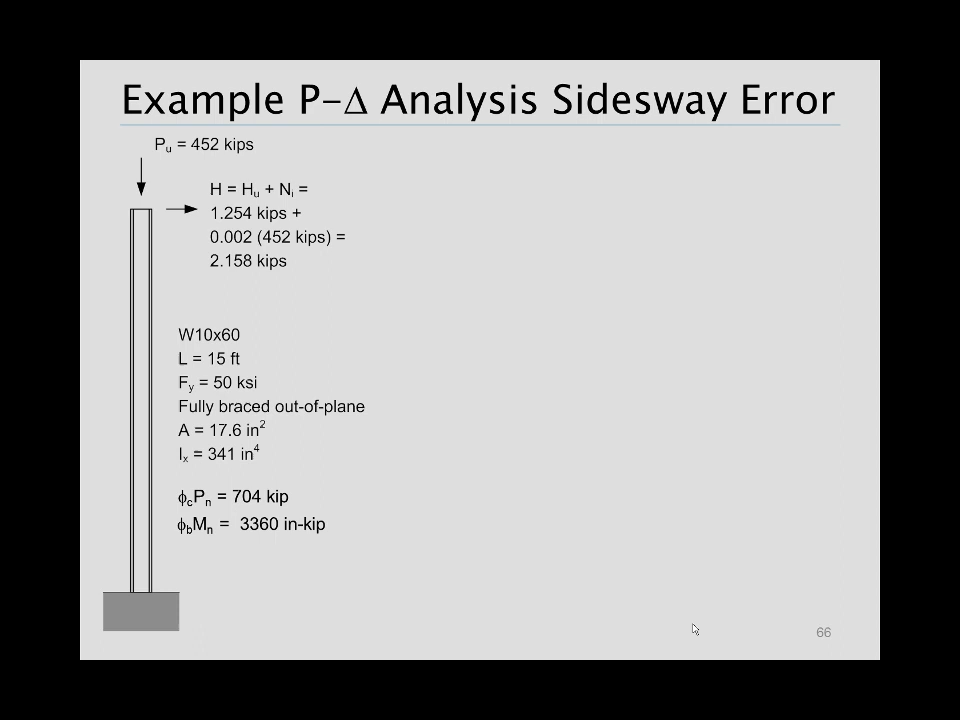 Example P-Δ Analysis Sidesway Error
Pu = 452 kips
H = Hu + Ni =
1.254 kips +
0.002 (452 kips) =
2.158 kips
W10x60
L = 15 ft
Fy = 50 ksi
Fully braced out-of-plane
A = 17.6 in²
Ix = 341 in⁴
ϕcPn = 704 kip
ϕbMn = 3360 in-kip
66